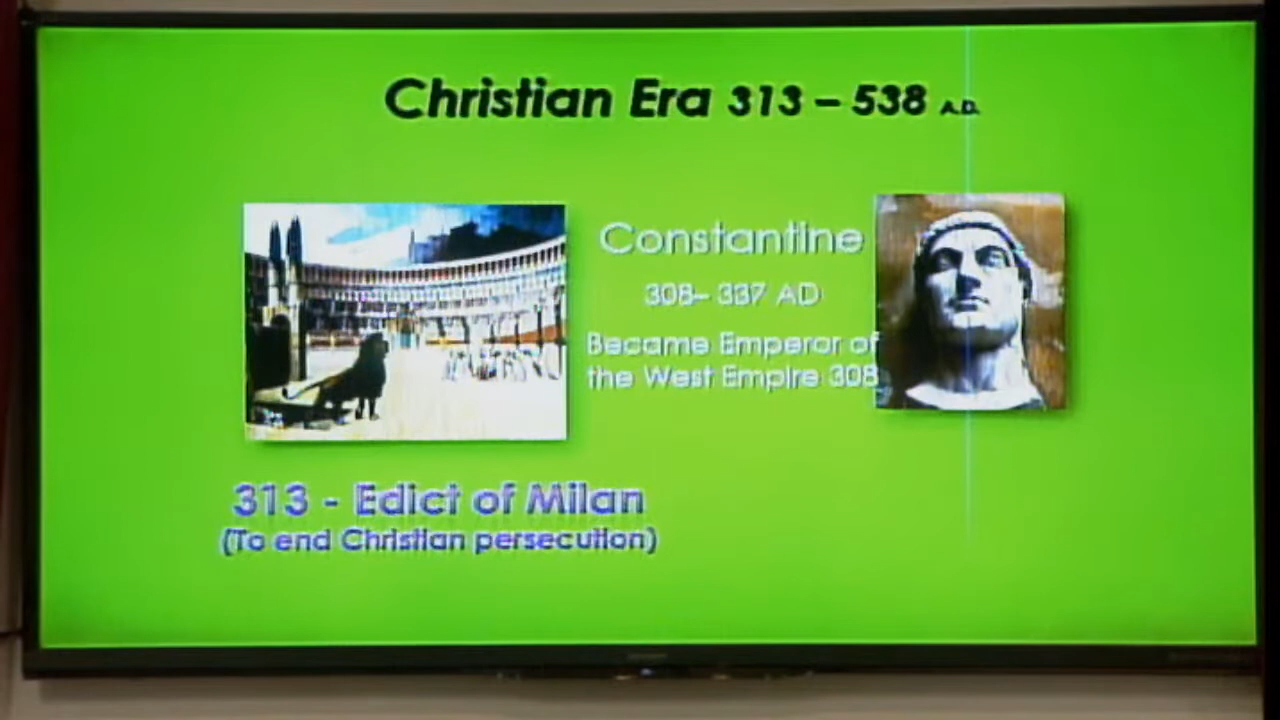 Christian Era 313 – 538 A.D.
Constantine
308– 337 AD
Became Emperor of
the West Empire 308
313 - Edict of Milan
(To end Christian persecution)